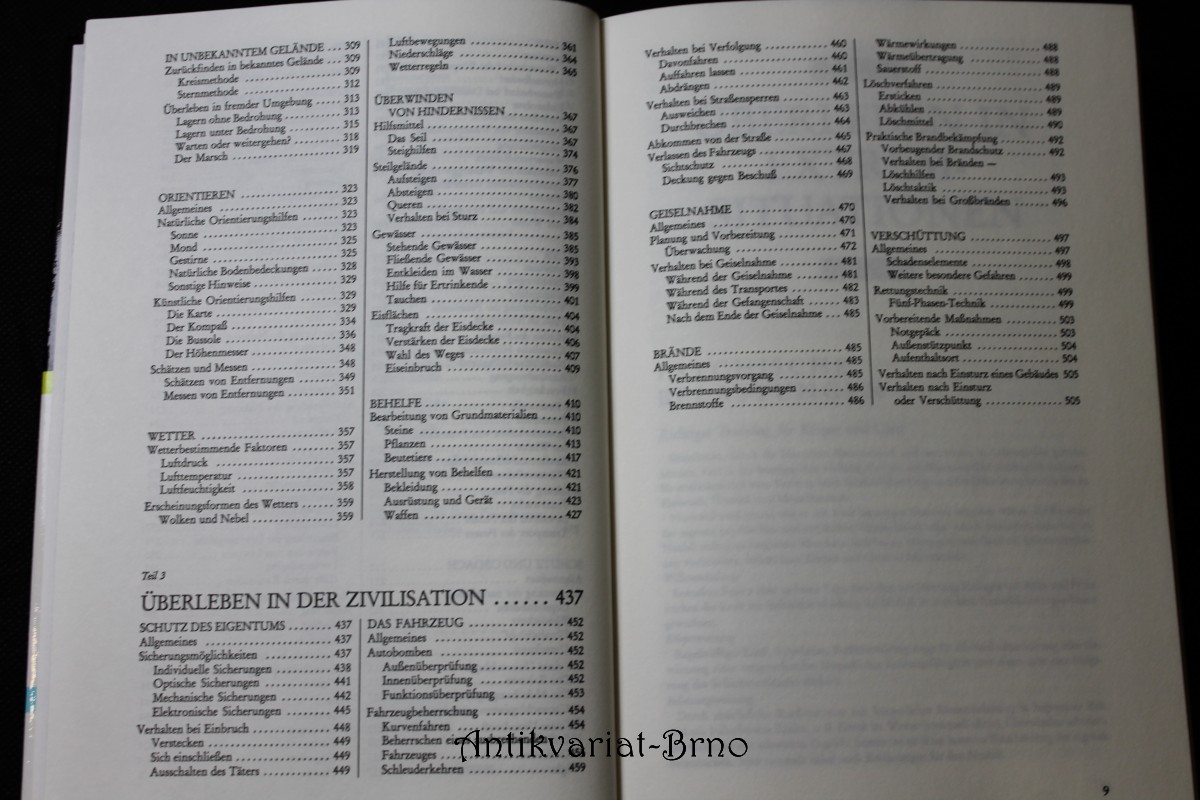 IN UNBEKANNTEM GELÄNDE ... 309
Zurückfinden in bekanntes Gelände . 309
Kreismethode ................ 309
Sternmethode ................ 312
Überleben in fremder Umgebung .... 313
Lagern ohne Bedrohung ......... 313
Lagern unter Bedrohung ........ 315
Warten oder weitergeben? ....... 318
Der Marsch .................. 319
ORIENTIEREN ................ 323
Allgemeines .................. 323
Natürliche Orientierungshilfen ...... 323
Sonne ...................... 323
Mond ...................... 325
Gestirne .................... 325
Natürliche Bodenbedeckungen .... 328
Sonstige Hinweise ............. 329
Künstliche Orientierungshilfen ...... 329
Die Karte ................... 329
Der Kompaß ................. 334
Die Bussole .................. 336
Der Höhenmesser ............. 348
Schätzen und Messen ............ 348
Schätzen von Entfernungen ...... 349
Messen von Entfernungen ....... 351
WETTER .................... 357
Wetterbestimmende Faktoren ...... 357
Luftdruck ................... 357
Lufttemperatur ............... 357
Luftfeuchtigkeit .............. 358
Erscheinungsformen des Wetters .... 359
Wolken und Nebel ............. 359
Luftbewegungen .............. 361
Niederschläge ................ 364
Wetterregeln ................. 365
ÜBERWINDEN
VON HINDERNISSEN ......... 367
Hilfsmittel .................... 367
Das Seil .................... 367
Steighilfen .................. 374
Steilgelände ................... 376
Aufsteigen ................... 377
Absteigen ................... 380
Queren ..................... 382
Verhalten bei Sturz ............ 384
Gewässer ..................... 385
Stehende Gewässer ............ 385
Fließende Gewässer ............ 393
Entkleiden im Wasser .......... 398
Hilfe für Ertrinkende .......... 399
Tauchen .................... 401
Eisflächen .................... 404
Tragkraft der Eisdecke ......... 404
Verstärken der Eisdecke ........ 406
Wahl des Weges .............. 407
Eiseinbruch .................. 409
BEHELFE .................... 410
Bearbeitung von Grundmaterialien ... 410
Steine ...................... 410
Pflanzen .................... 413
Beutetiere ................... 417
Herstellung von Behelfen ......... 421
Bekleidung .................. 421
Ausrüstung und Gerät .......... 423
Waffen ..................... 427
Teil 3
ÜBERLEBEN IN DER ZIVILISATION ...... 437
SCHUTZ DES EIGENTUMS ....... 437
Allgemeines .................. 437
Sicherungsmöglichkeiten .......... 437
Individuelle Sicherungen ........ 438
Optische Sicherungen .......... 441
Mechanische Sicherungen ....... 442
Elektronische Sicherungen ....... 445
Verhalten bei Einbruch ........... 448
Verstecken .................. 449
Sich einschließen .............. 449
Ausschalten des Täters ......... 449
DAS FAHRZEUG .............. 452
Allgemeines .................. 452
Autobomben .................. 452
Außenüberprüfung ............ 452
Innenüberprüfung ............ 452
Funktionsüberprüfung ......... 453
Fahrzeugbeherrschung ........... 454
Kurvenfahren ................ 454
Beherrschen
Fahrzeuges
Schleuderkehren .............. 459
Verhalten bei Verfolgung ......... 460
Davonfahren ................. 460
Auffahren lassen .............. 461
Abdrängen .................. 462
Verhalten bei Straßensperren ....... 463
Ausweichen .................. 463
Durchbrechen ................ 464
Abkommen von der Straße ........ 465
Verlassen des Fahrzeugs .......... 467
Sichtschutz .................. 468
Deckung gegen Beschuß ........ 469
GEISELNAHME ............... 470
Allgemeines .................. 470
Planung und Vorbereitung ........ 471
Überwachung ................ 472
Verhalten bei Geiselnahme ........ 481
Während der Geiselnahme ....... 481
Während des Transportes ....... 482
Während der Gefangenschaft ..... 483
Nach dem Ende der Geiselnahme ... 485
BRÄNDE .................... 485
Allgemeines .................. 485
Verbrennungsvorgang .......... 485
Verbrennungsbedingungen ...... 486
Brennstoffe .................. 486
Wärmewirkungen ............. 488
Wärmeübertragung ............ 488
Sauerstoff ................... 488
Löschverfahren ................ 489
Ersticken .................... 489
Abkühlen ................... 489
Löschmittel .................. 490
Praktische Brandbekämpfung ...... 492
Vorbeugender Brandschutz ...... 492
Verhalten bei Bränden —
Löschhilfen .................. 493
Löschtaktik .................. 493
Verhalten bei Großbränden ...... 496
VERSCHÜTTUNG .............. 497
Allgemeines .................. 497
Schadenselemente ............. 498
Weitere besondere Gefahren ..... 499
Rettungstechnik ................ 499
Fünf-Phasen-Technik .......... 499
Vorbereitende Maßnahmen ....... 503
Notgepäck .................. 503
Außenstützpunkt ............. 504
Aufenthaltsort ................ 504
Verhalten nach Einsturz eines Gebäudes 505
Verhalten nach Einsturz
oder Verschüttung ............ 505
9
Antikvariat-Brno